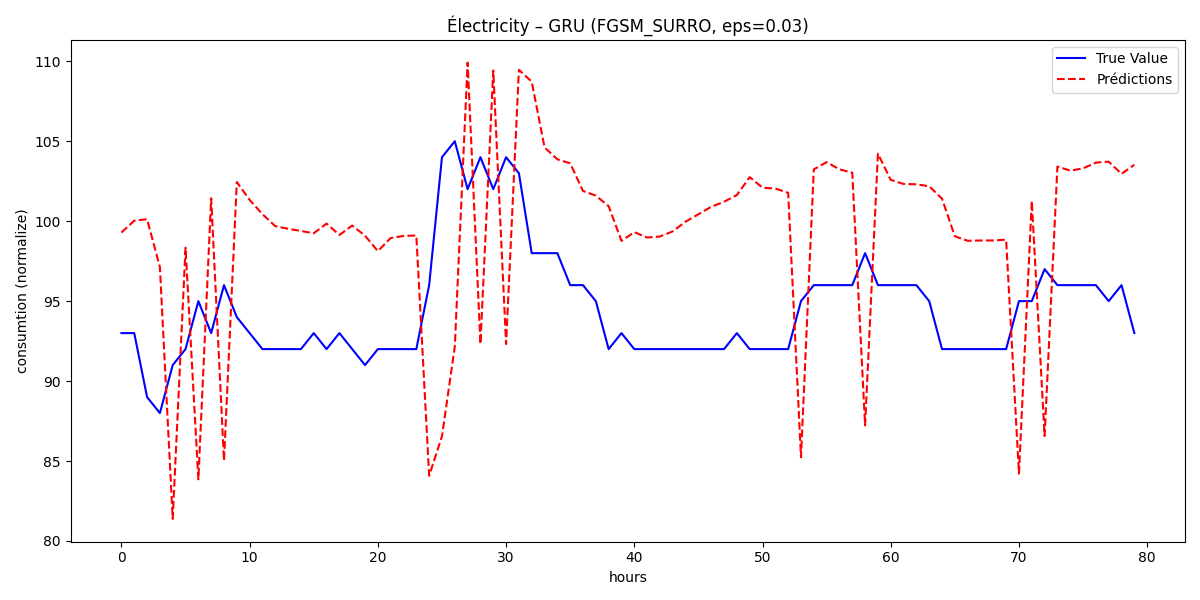 Électricity – GRU (FGSM_SURRO, eps=0.03)
True Value
Prédictions
consumtion (normalize)
110
105
100
95
90
85
80
0 10 20 30 40 50 60 70 80
hours